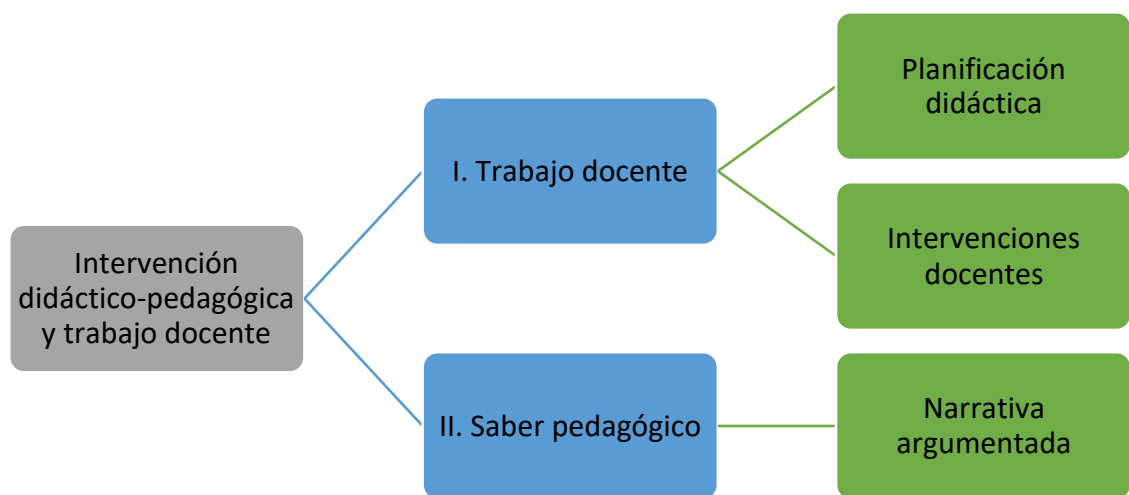 Intervención
didáctico-pedagógica
y trabajo docente
I. Trabajo docente
Planificación
didáctica
Intervenciones
docentes
II. Saber pedagógico
Narrativa
argumentada